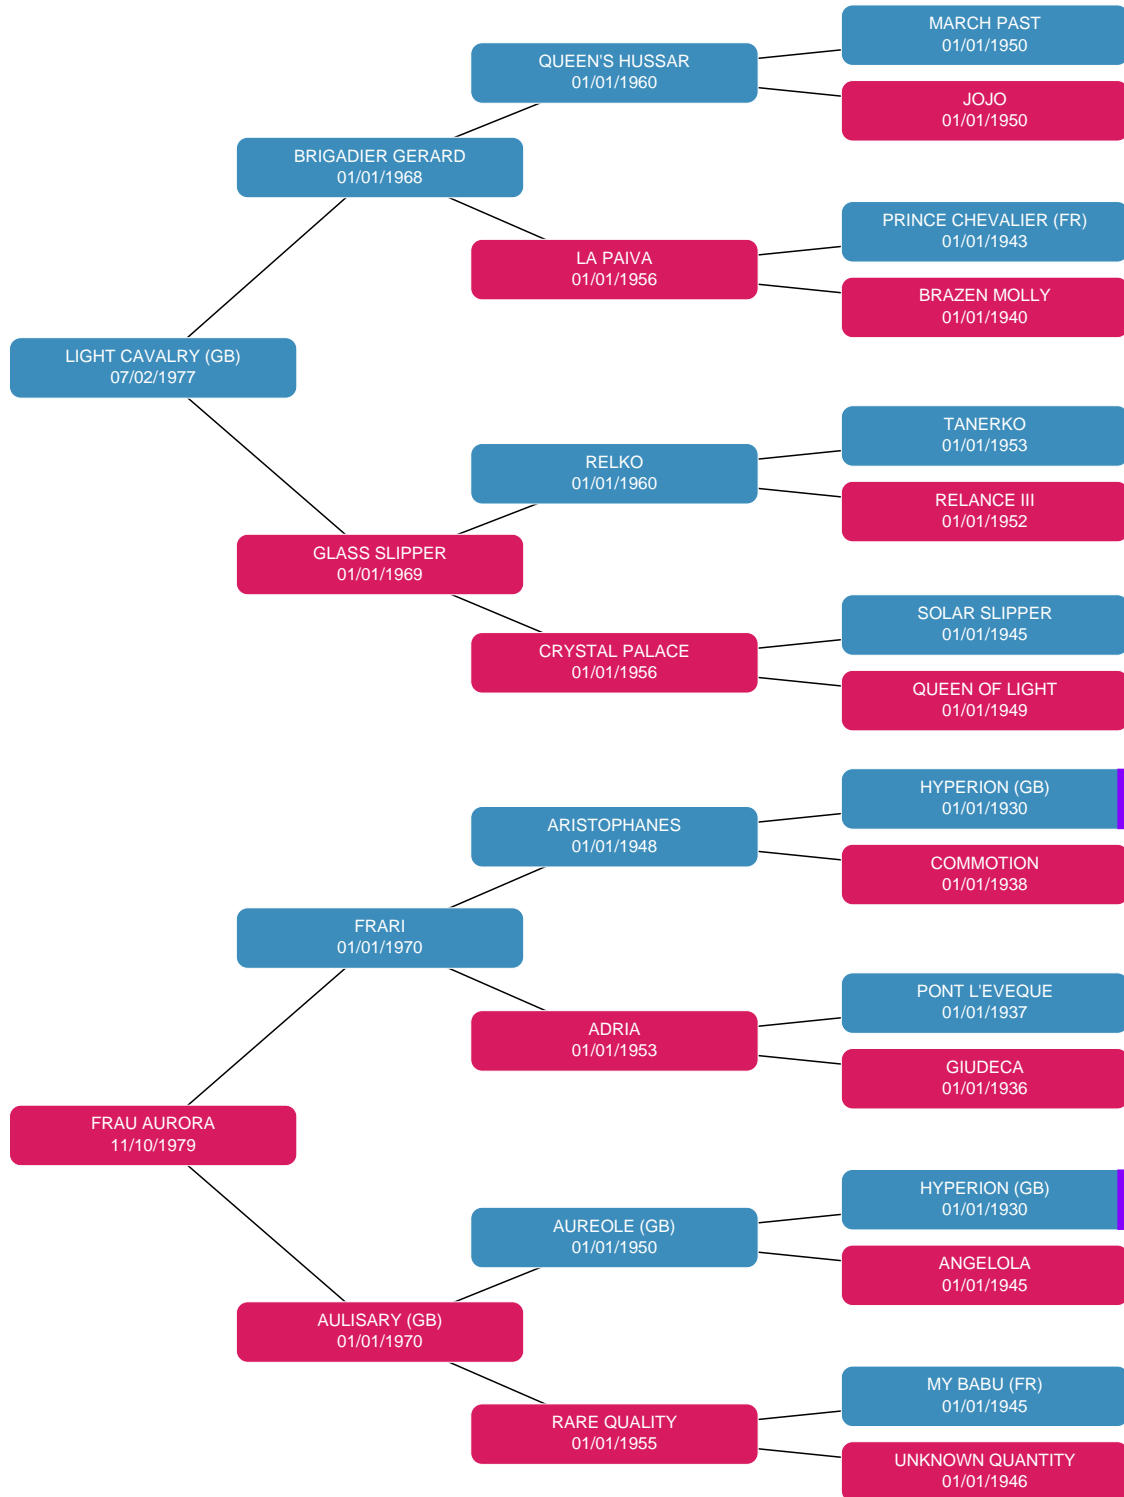 MARCH PAST
01/01/1950
QUEEN'S HUSSAR
01/01/1960
JOJO
01/01/1950
BRIGADIER GERARD
01/01/1968
PRINCE CHEVALIER (FR)
01/01/1943
LA PAIVA
01/01/1956
BRAZEN MOLLY
01/01/1940
LIGHT CAVALRY (GB)
07/02/1977
TANERKO
01/01/1953
RELKO
01/01/1960
RELANCE III
01/01/1952
GLASS SLIPPER
01/01/1969
SOLAR SLIPPER
01/01/1945
CRYSTAL PALACE
01/01/1956
QUEEN OF LIGHT
01/01/1949
HYPERION (GB)
01/01/1930
ARISTOPHANES
01/01/1948
COMMOTION
01/01/1938
FRARI
01/01/1970
PONT L'EVEQUE
01/01/1937
ADRIA
01/01/1953
GIUDECA
01/01/1936
FRAU AURORA
11/10/1979
HYPERION (GB)
01/01/1930
AUREOLE (GB)
01/01/1950
ANGELOLA
01/01/1945
AULISARY (GB)
01/01/1970
MY BABU (FR)
01/01/1945
RARE QUALITY
01/01/1955
UNKNOWN QUANTITY
01/01/1946